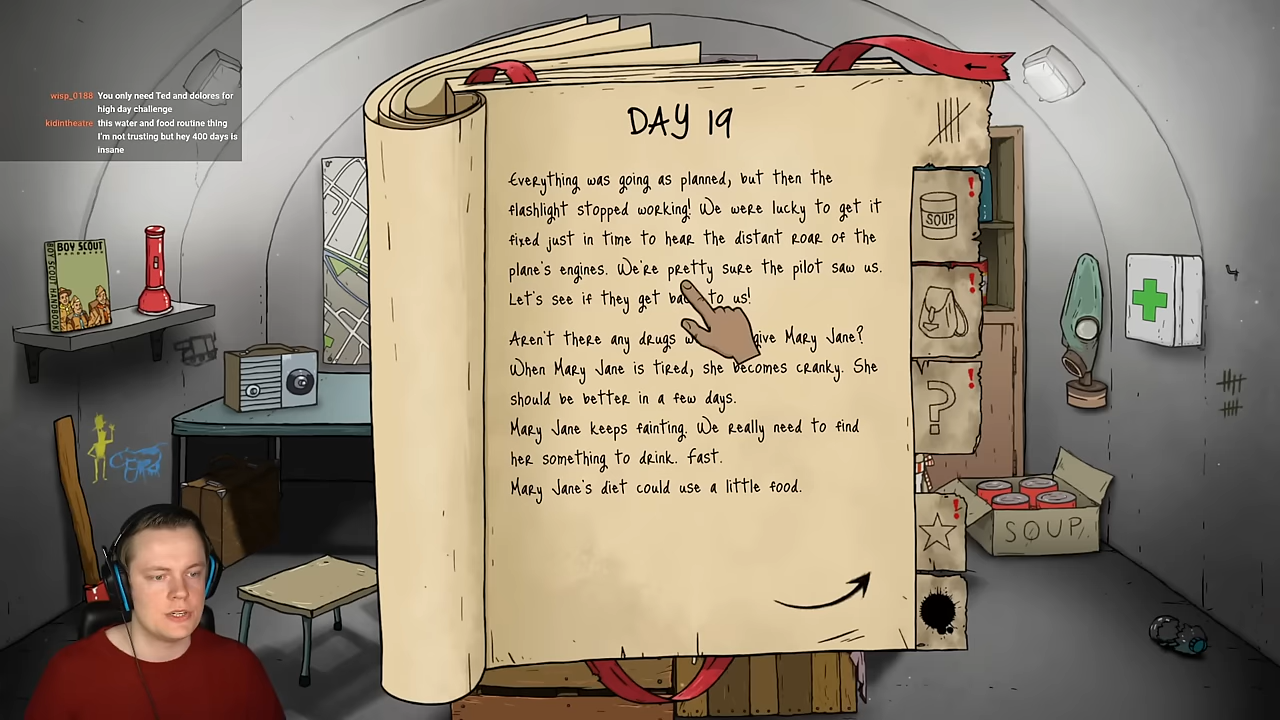 wisp_0188: You only need Ted and dolores for
high day challenge
kidintheatre: this water and food routine thing
I'm not trusting but hey 400 days is
insane
DAY 19
Everything was going as planned, but then the
flashlight stopped working! We were lucky to get it
fixed just in time to hear the distant roar of the
plane's engines. We're pretty sure the pilot saw us.
Let's see if they get to us!
Aren't there any drugs give Mary Jane?
When Mary Jane is tired, she becomes cranky. She
should be better in a few days.
Mary Jane keeps fainting. We really need to find
her something to drink. Fast.
Mary Jane's diet could use a little food.
BOY SCOUT
BOY SCOUT HANDBOOK
SOUP
!
!
?
!
!
SOUP